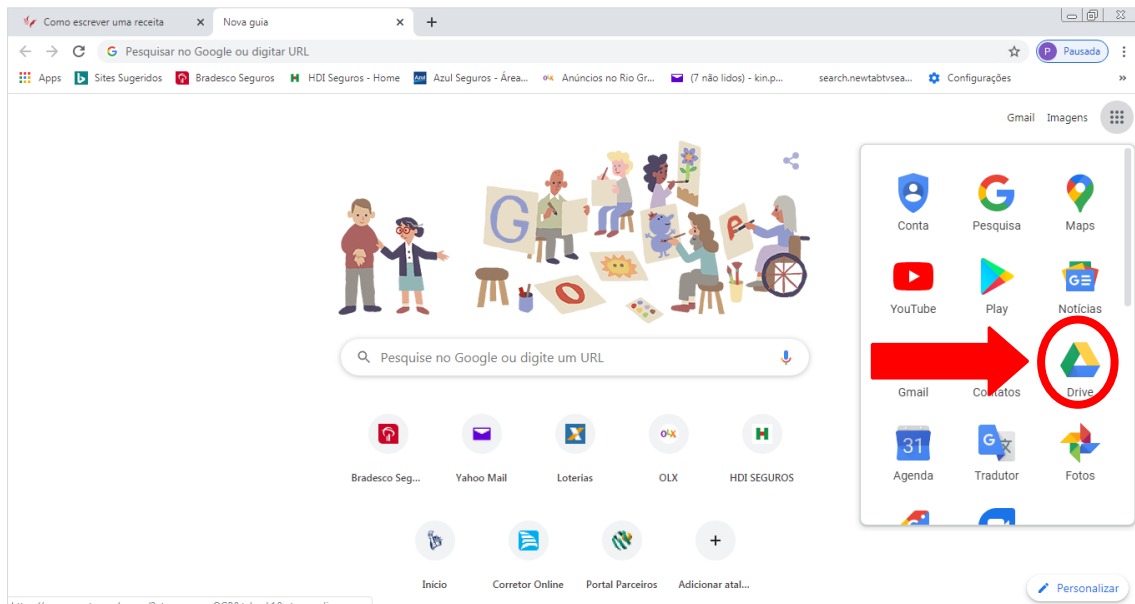 Como escrever uma receita
Nova guia
Pesquisar no Google ou digitar URL
P Pausada
Apps Sites Sugeridos Bradesco Seguros HDI Seguros - Home Azul Seguros - Área... Anúncios no Rio Gr... (7 não lidos) - kin.p... search.newtabtvsea... Configurações »
Gmail Imagens
Conta Pesquisa Maps
YouTube Play Notícias
Gmail Contatos Drive
31
Agenda Tradutor Fotos
Pesquise no Google ou digite um URL
Bradesco Seg... Yahoo Mail Loterias OLX HDI SEGUROS
Início Corretor Online Portal Parceiros Adicionar atal...
Personalizar